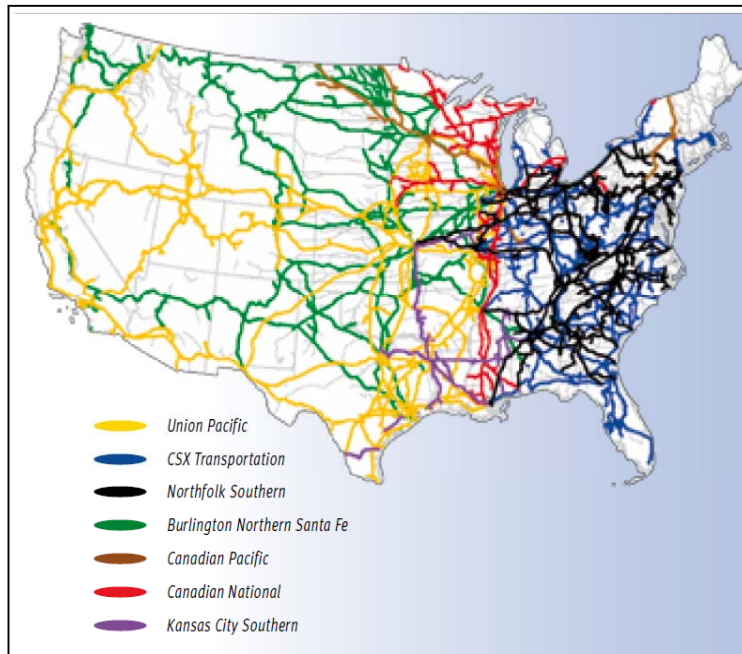 Union Pacific
CSX Transportation
Northfolk Southern
Burlington Northern Santa Fe
Canadian Pacific
Canadian National
Kansas City Southern